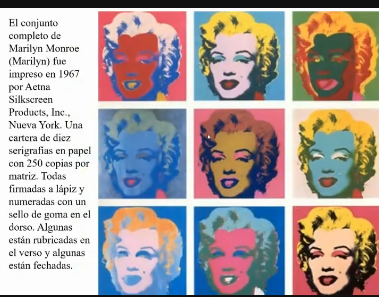 El conjunto
completo de
Marilyn Monroe
(Marilyn) fue
impreso en 1967
por Aetna
Silkscreen
Products, Inc.,
Nueva York. Una
cartera de diez
serigrafias en papel
con 250 copias por
matriz. Todas
firmadas a lápiz y
numeradas con un
sello de goma en el
dorso. Algunas
están rubricadas en
el verso y algunas
están fechadas.